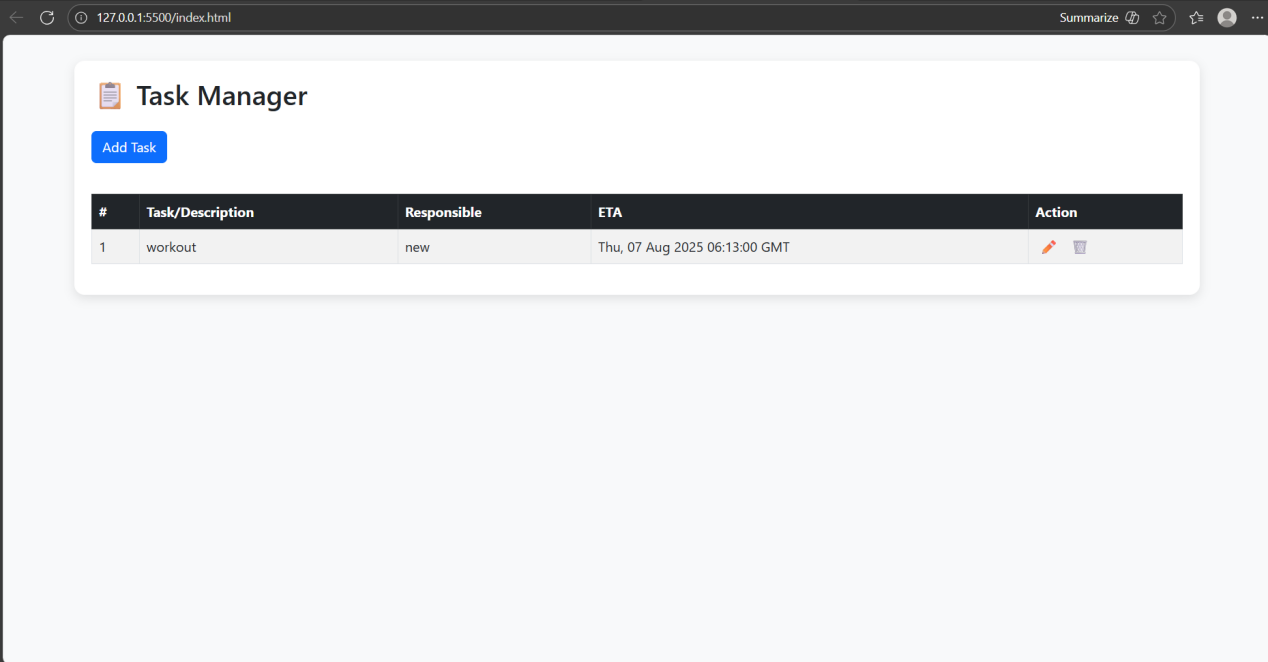 127.0.0.1:5500/index.html Summarize
Task Manager
Add Task
# Task/Description Responsible ETA Action
1 workout new Thu, 07 Aug 2025 06:13:00 GMT